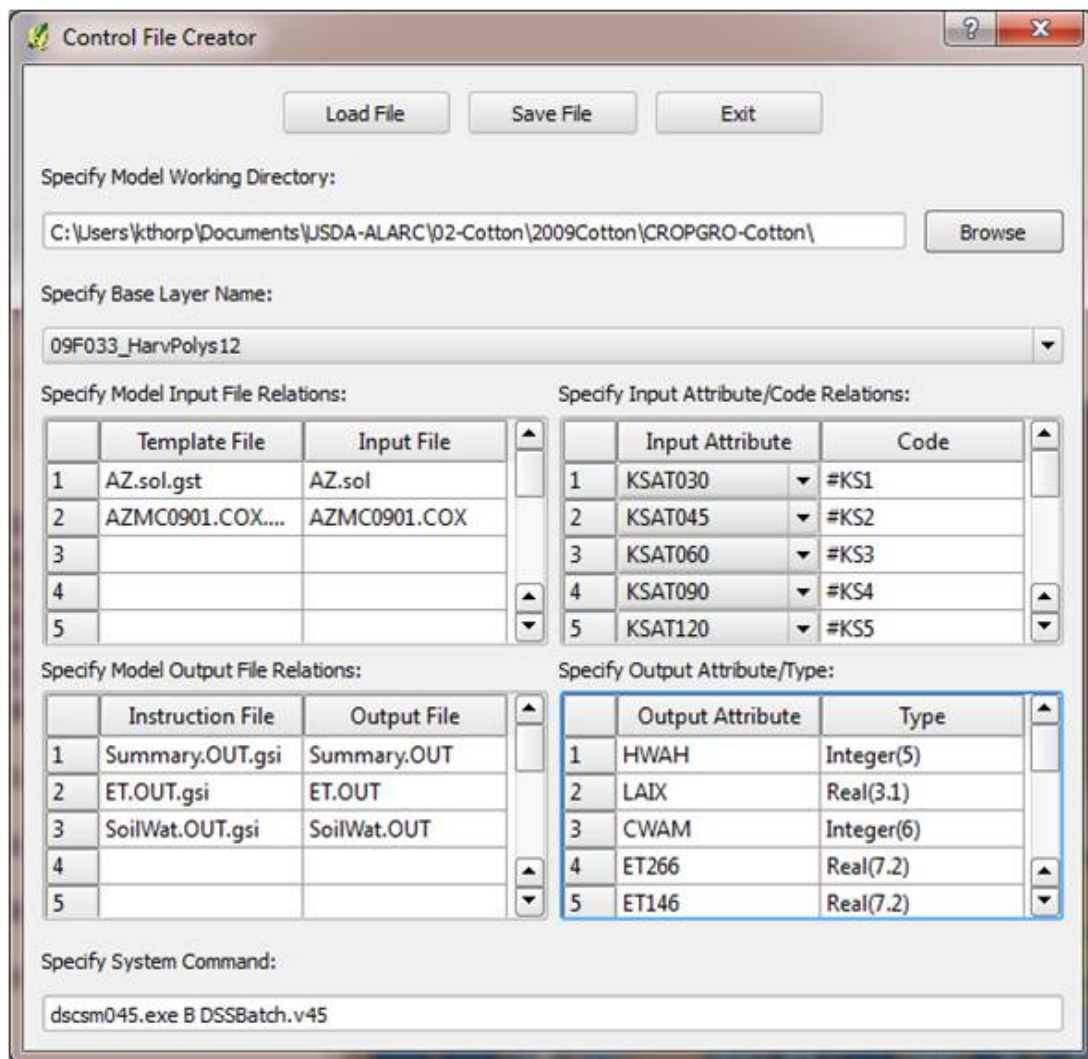 Control File Creator
Load File Save File Exit
Specify Model Working Directory:
C:\Users\kthorp\Documents\USDA-ALARC\02-Cotton\2009Cotton\CROPGRO-Cotton\ Browse
Specify Base Layer Name:
09F033_HarvPolys12
Specify Model Input File Relations:
Template File Input File
1 AZ.sol.gst AZ.sol
2 AZMC0901.COX.... AZMC0901.COX
3
4
5
Specify Input Attribute/Code Relations:
Input Attribute Code
1 KSAT030 #KS1
2 KSAT045 #KS2
3 KSAT060 #KS3
4 KSAT090 #KS4
5 KSAT120 #KS5
Specify Model Output File Relations:
Instruction File Output File
1 Summary.OUT.gsi Summary.OUT
2 ET.OUT.gsi ET.OUT
3 SoilWat.OUT.gsi SoilWat.OUT
4
5
Specify Output Attribute/Type:
Output Attribute Type
1 HWAH Integer(5)
2 LAIX Real(3.1)
3 CWAM Integer(6)
4 ET266 Real(7.2)
5 ET146 Real(7.2)
Specify System Command:
dscsm045.exe B DSSBatch.v45